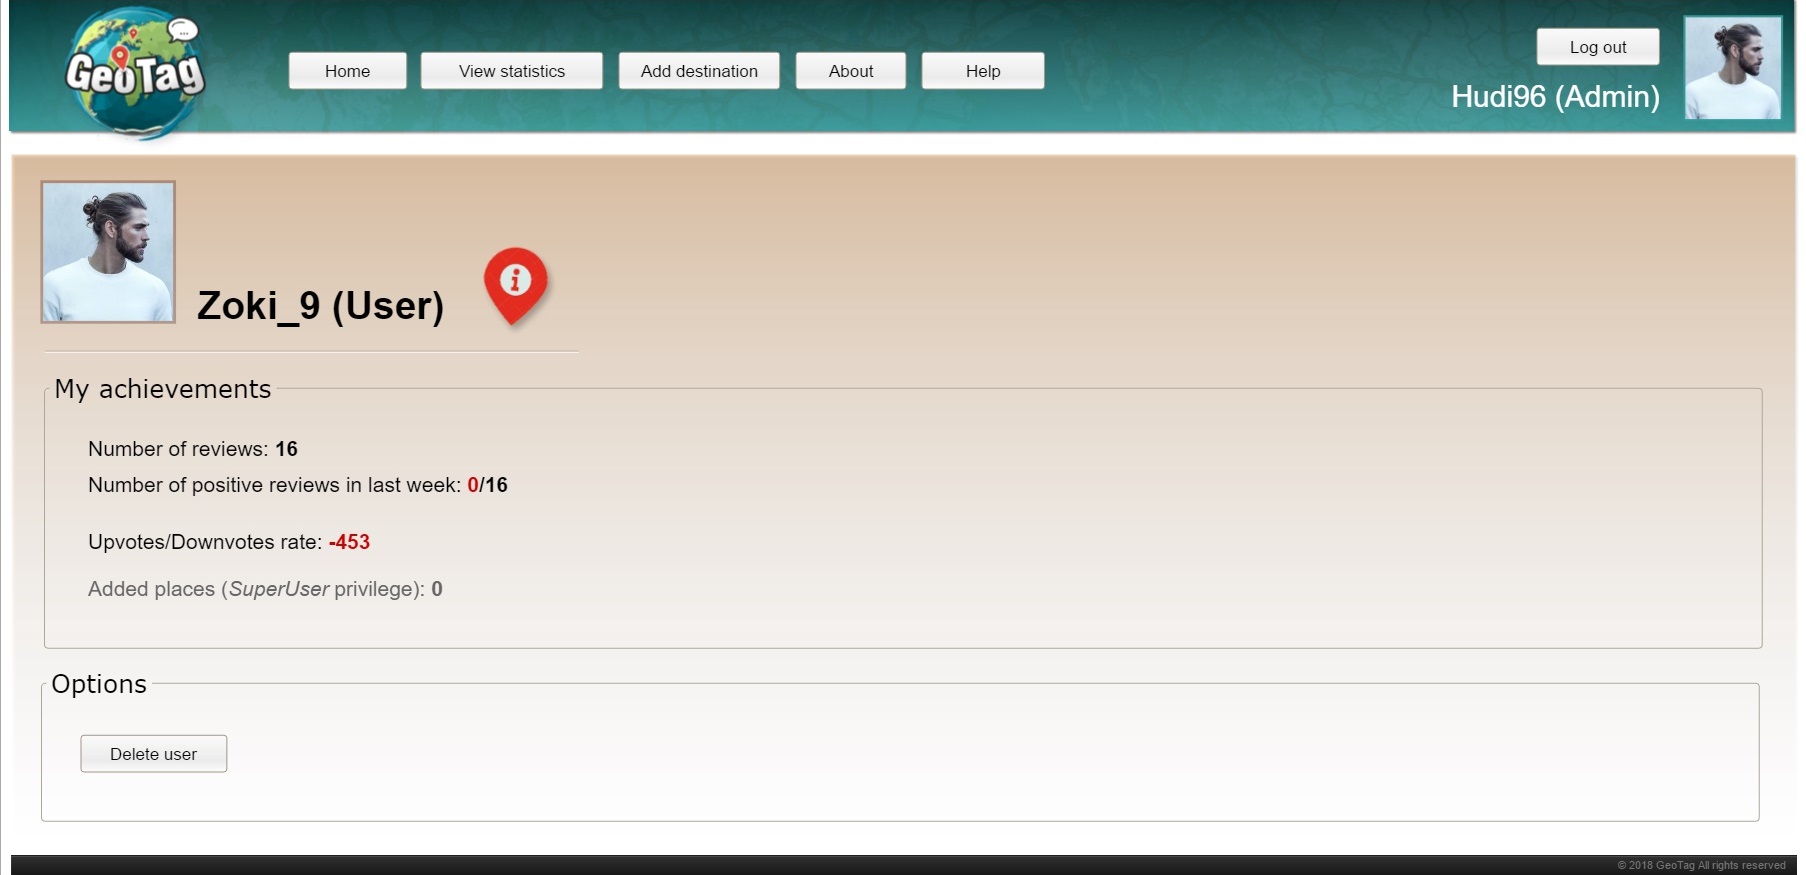 GeoTag
Home
View statistics
Add destination
About
Help
Log out
Hudi96 (Admin)
Zoki_9 (User)
i
My achievements
Number of reviews: 16
Number of positive reviews in last week: 0/16
Upvotes/Downvotes rate: -453
Added places (SuperUser privilege): 0
Options
Delete user
© 2018 GeoTag All rights reserved